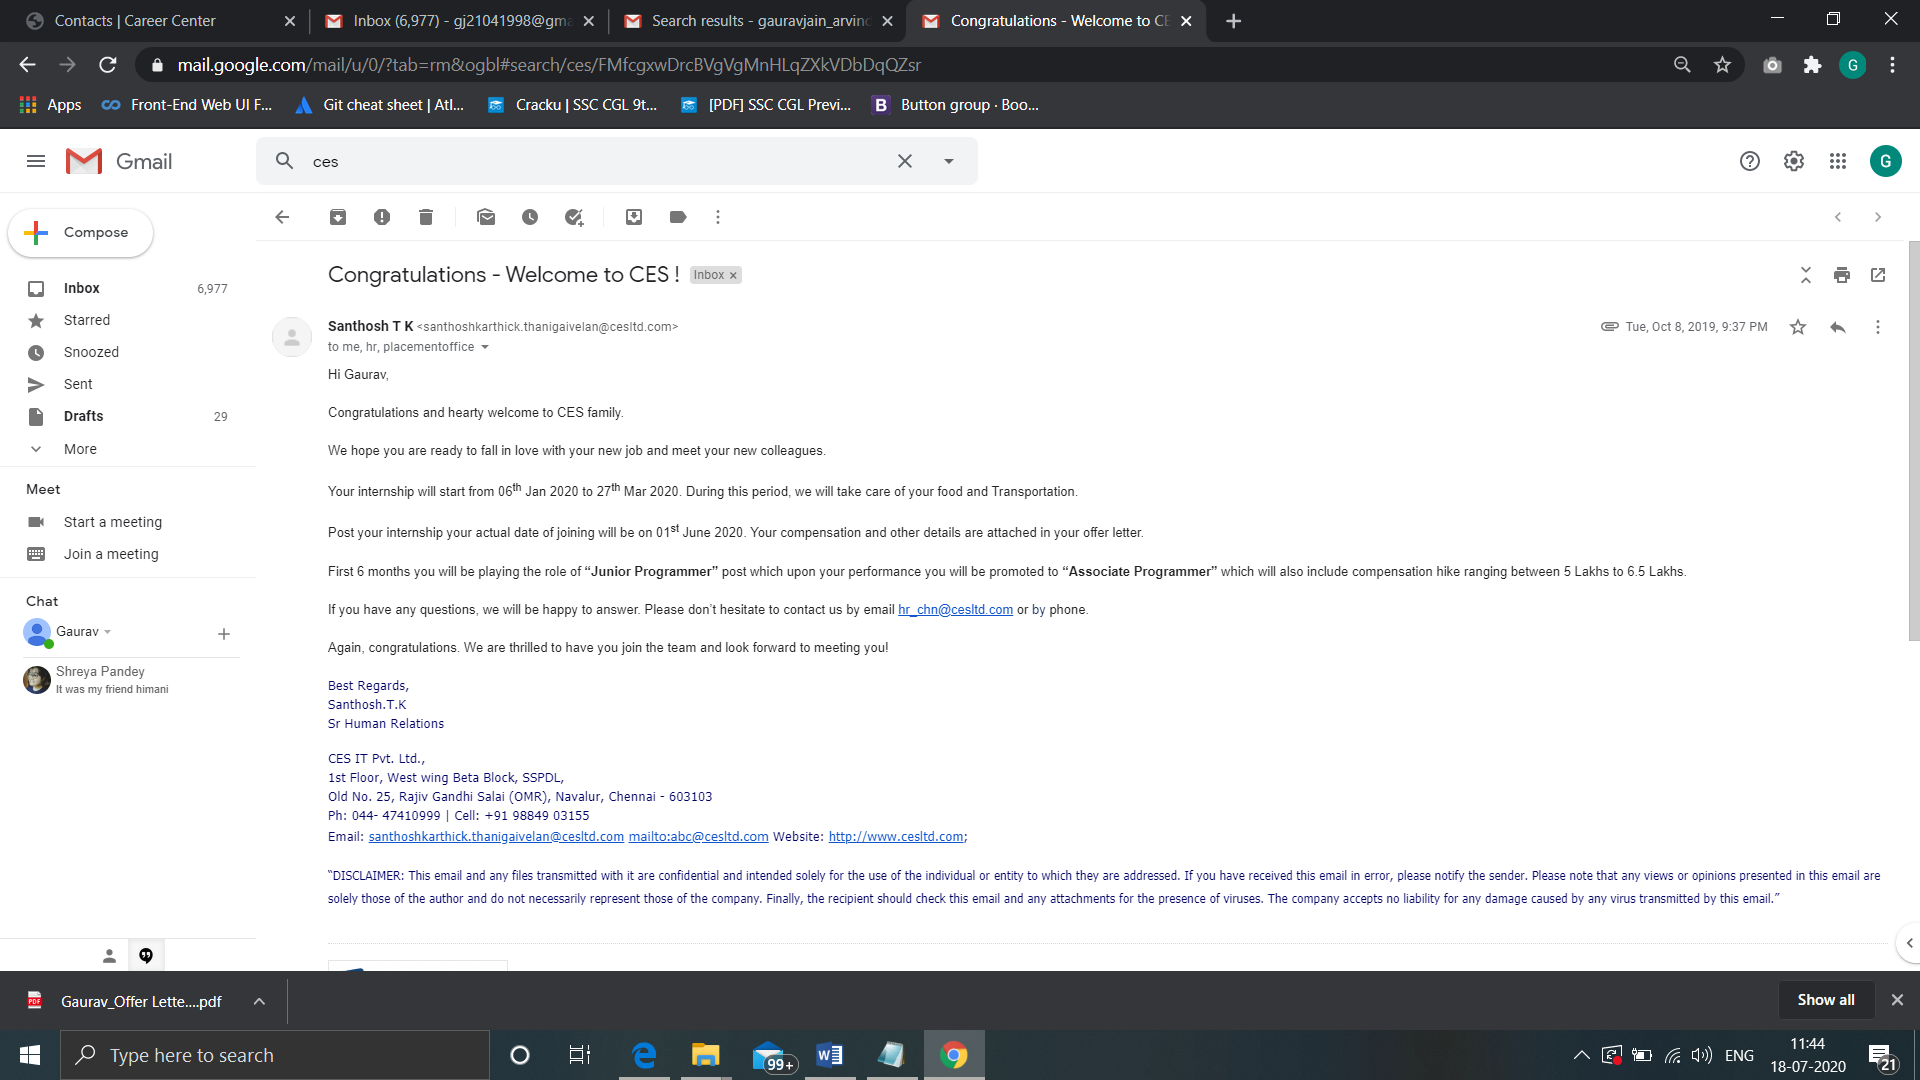 Contacts | Career Center
Inbox (6,977) - gj21041998@gma
Search results - gauravjain_arvind
Congratulations - Welcome to CE
mail.google.com/mail/u/0/?tab=rm&ogbl#search/ces/FMfcgxwDrcBVgVgMnHLqZXkVDbDqQZsr
G
Apps
Front-End Web UI F...
Git cheat sheet | Atl...
Cracku | SSC CGL 9t...
[PDF] SSC CGL Previ...
B
Button group · Boo...
Gmail
ces
G
Compose
Inbox 6,977
Starred
Snoozed
Sent
Drafts 29
More
Meet
Start a meeting
Join a meeting
Chat
Gaurav
Shreya Pandey
It was my friend himani
Congratulations - Welcome to CES ! Inbox x
Santhosh T K <santhoshkarthick.thanigaivelan@cesltd.com>
Tue, Oct 8, 2019, 9:37 PM
to me, hr, placementoffice
Hi Gaurav,
Congratulations and hearty welcome to CES family.
We hope you are ready to fall in love with your new job and meet your new colleagues.
Your internship will start from 06th Jan 2020 to 27th Mar 2020. During this period, we will take care of your food and Transportation.
Post your internship your actual date of joining will be on 01st June 2020. Your compensation and other details are attached in your offer letter.
First 6 months you will be playing the role of “Junior Programmer” post which upon your performance you will be promoted to “Associate Programmer” which will also include compensation hike ranging between 5 Lakhs to 6.5 Lakhs.
If you have any questions, we will be happy to answer. Please don’t hesitate to contact us by email hr_chn@cesltd.com or by phone.
Again, congratulations. We are thrilled to have you join the team and look forward to meeting you!
Best Regards,
Santhosh.T.K
Sr Human Relations
CES IT Pvt. Ltd.,
1st Floor, West wing Beta Block, SSPDL,
Old No. 25, Rajiv Gandhi Salai (OMR), Navalur, Chennai - 603103
Ph: 044- 47410999 | Cell: +91 98849 03155
Email: santhoshkarthick.thanigaivelan@cesltd.com mailto:abc@cesltd.com Website: http://www.cesltd.com;
“DISCLAIMER: This email and any files transmitted with it are confidential and intended solely for the use of the individual or entity to which they are addressed. If you have received this email in error, please notify the sender. Please note that any views or opinions presented in this email are
solely those of the author and do not necessarily represent those of the company. Finally, the recipient should check this email and any attachments for the presence of viruses. The company accepts no liability for any damage caused by any virus transmitted by this email.”
PDF
Gaurav_Offer Lette....pdf
Show all
Type here to search
99+
ENG
11:44
18-07-2020
21